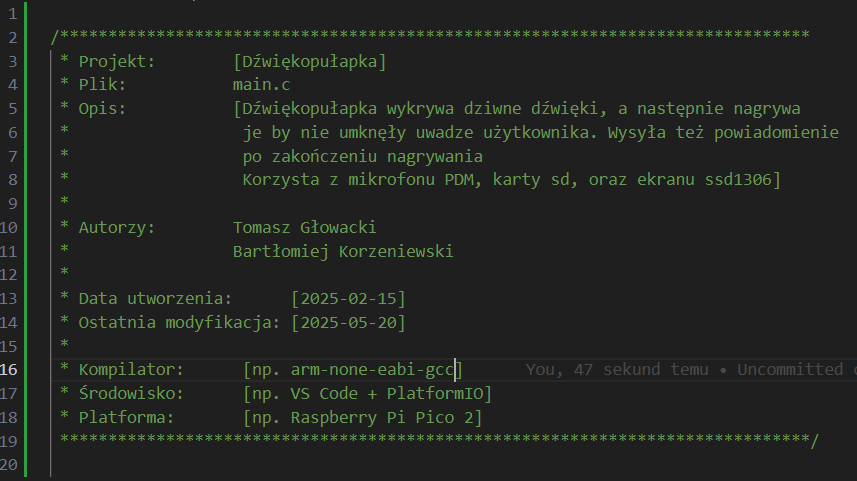 1
2 /******************************************************************************
3 * Projekt: [Dźwiękopułapka]
4 * Plik: main.c
5 * Opis: [Dźwiękopułapka wykrywa dziwne dźwięki, a następnie nagrywa
6 * je by nie umknęły uwadze użytkownika. Wysyła też powiadomienie
7 * po zakończeniu nagrywania
8 * Korzysta z mikrofonu PDM, karty sd, oraz ekranu ssd1306]
9 *
10 * Autorzy: Tomasz Głowacki
11 * Bartłomiej Korzeniewski
12 *
13 * Data utworzenia: [2025-02-15]
14 * Ostatnia modyfikacja: [2025-05-20]
15 *
16 * Kompilator: [np. arm-none-eabi-gcc] You, 47 sekund temu • Uncommitted
17 * Środowisko: [np. VS Code + PlatformIO]
18 * Platforma: [np. Raspberry Pi Pico 2]
19 ******************************************************************************/
20